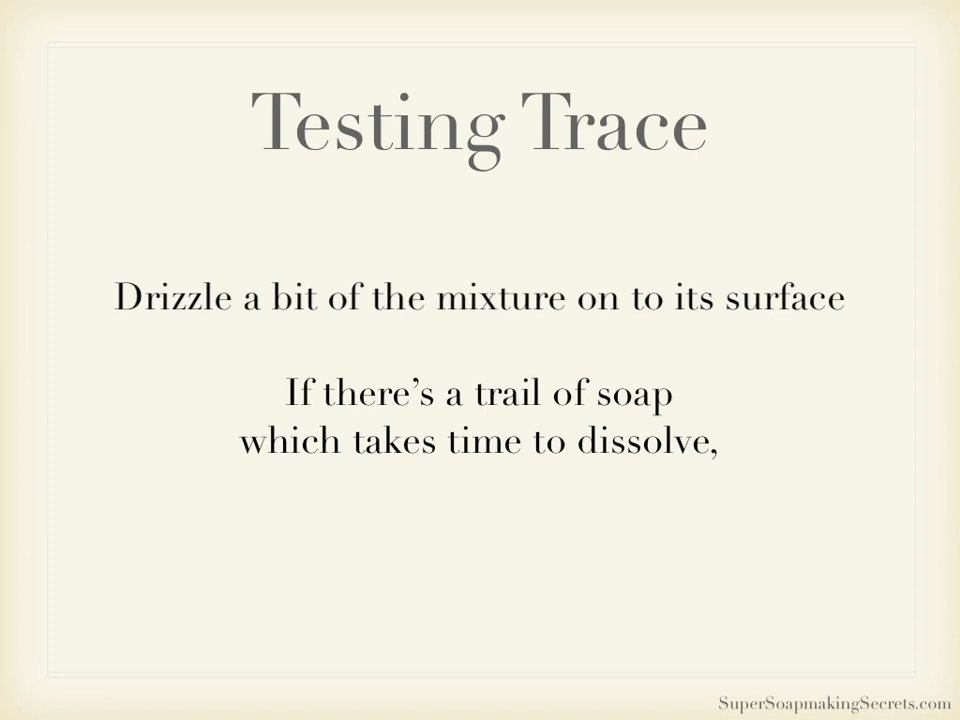 Testing Trace
Drizzle a bit of the mixture on to its surface
If there’s a trail of soap
which takes time to dissolve,
SuperSoapmakingSecrets.com